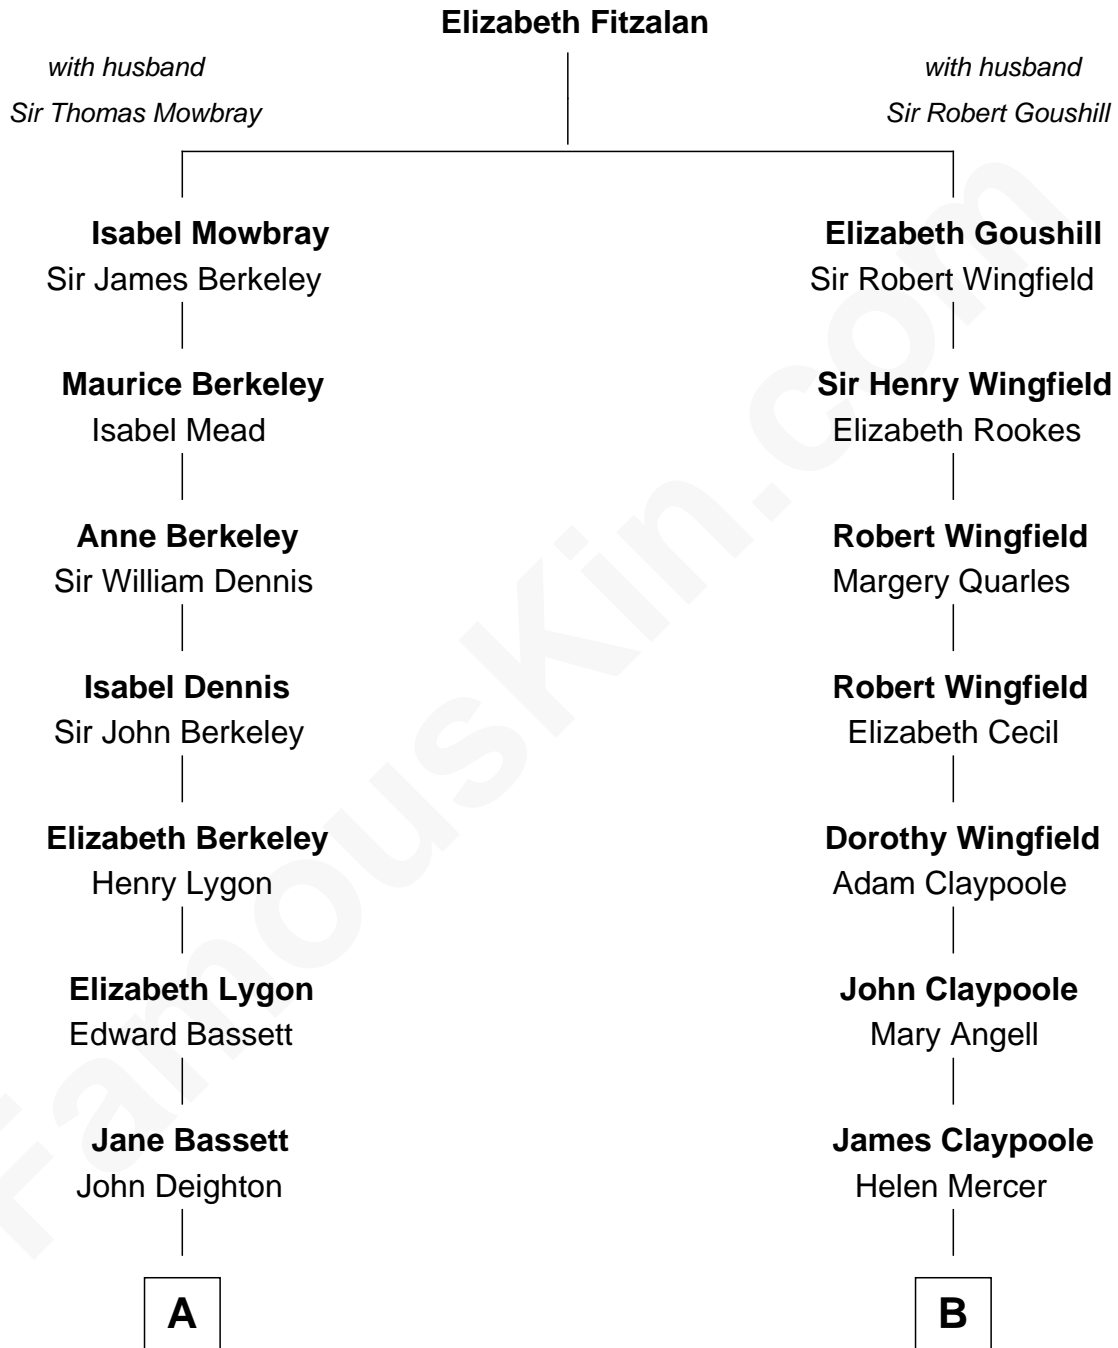 Elizabeth Fitzalan
with husband
Sir Thomas Mowbray
with husband
Sir Robert Goushill
Isabel Mowbray
Sir James Berkeley
Maurice Berkeley
Isabel Mead
Anne Berkeley
Sir William Dennis
Isabel Dennis
Sir John Berkeley
Elizabeth Berkeley
Henry Lygon
Elizabeth Lygon
Edward Bassett
Jane Bassett
John Deighton
A
Elizabeth Goushill
Sir Robert Wingfield
Sir Henry Wingfield
Elizabeth Rookes
Robert Wingfield
Margery Quarles
Robert Wingfield
Elizabeth Cecil
Dorothy Wingfield
Adam Claypoole
John Claypoole
Mary Angell
James Claypoole
Helen Mercer
B
FamousKin.com